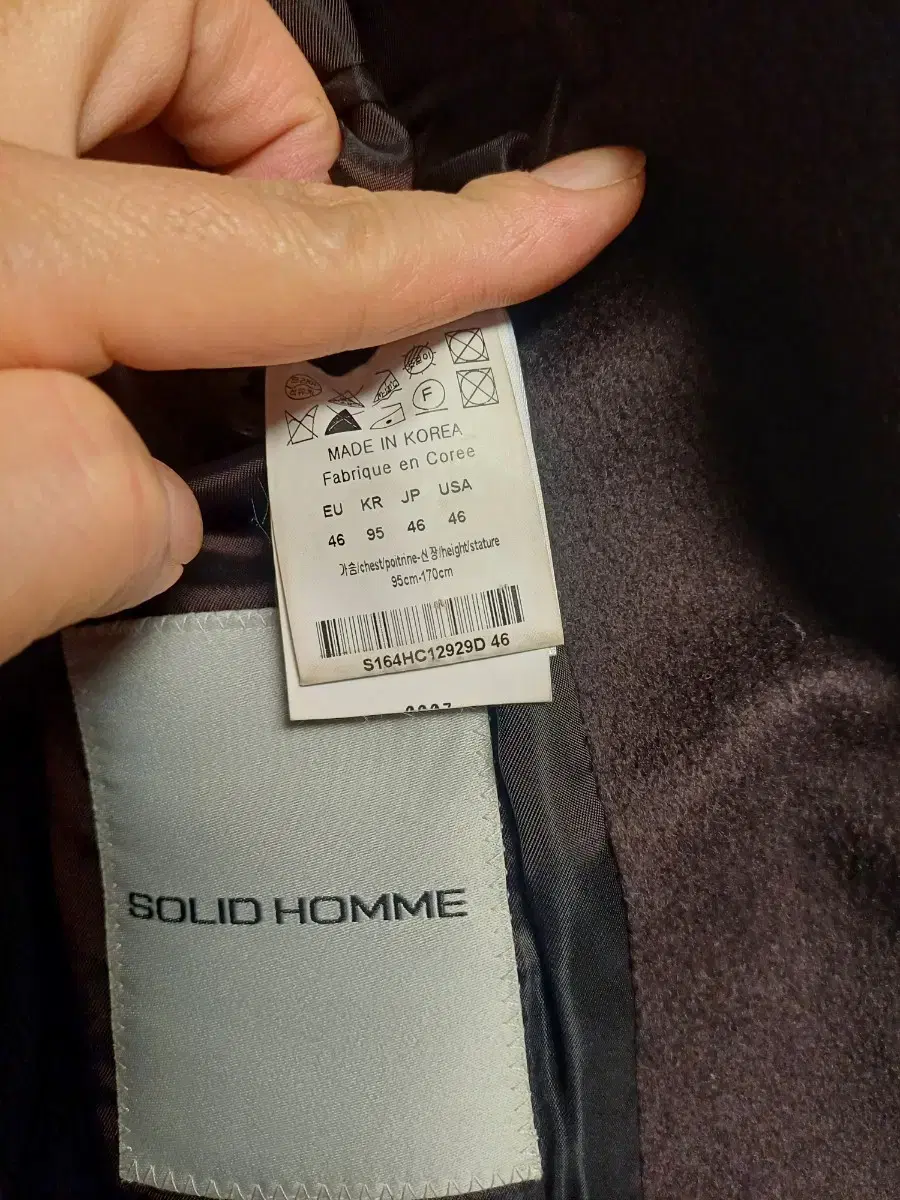 F
MADE IN KOREA
Fabrique en Coree
EU KR JP USA
46 95 46 46
가슴/chest/poitrine-신장/height/stature
95cm-170cm
S164HC12929D 46
SOLID HOMME